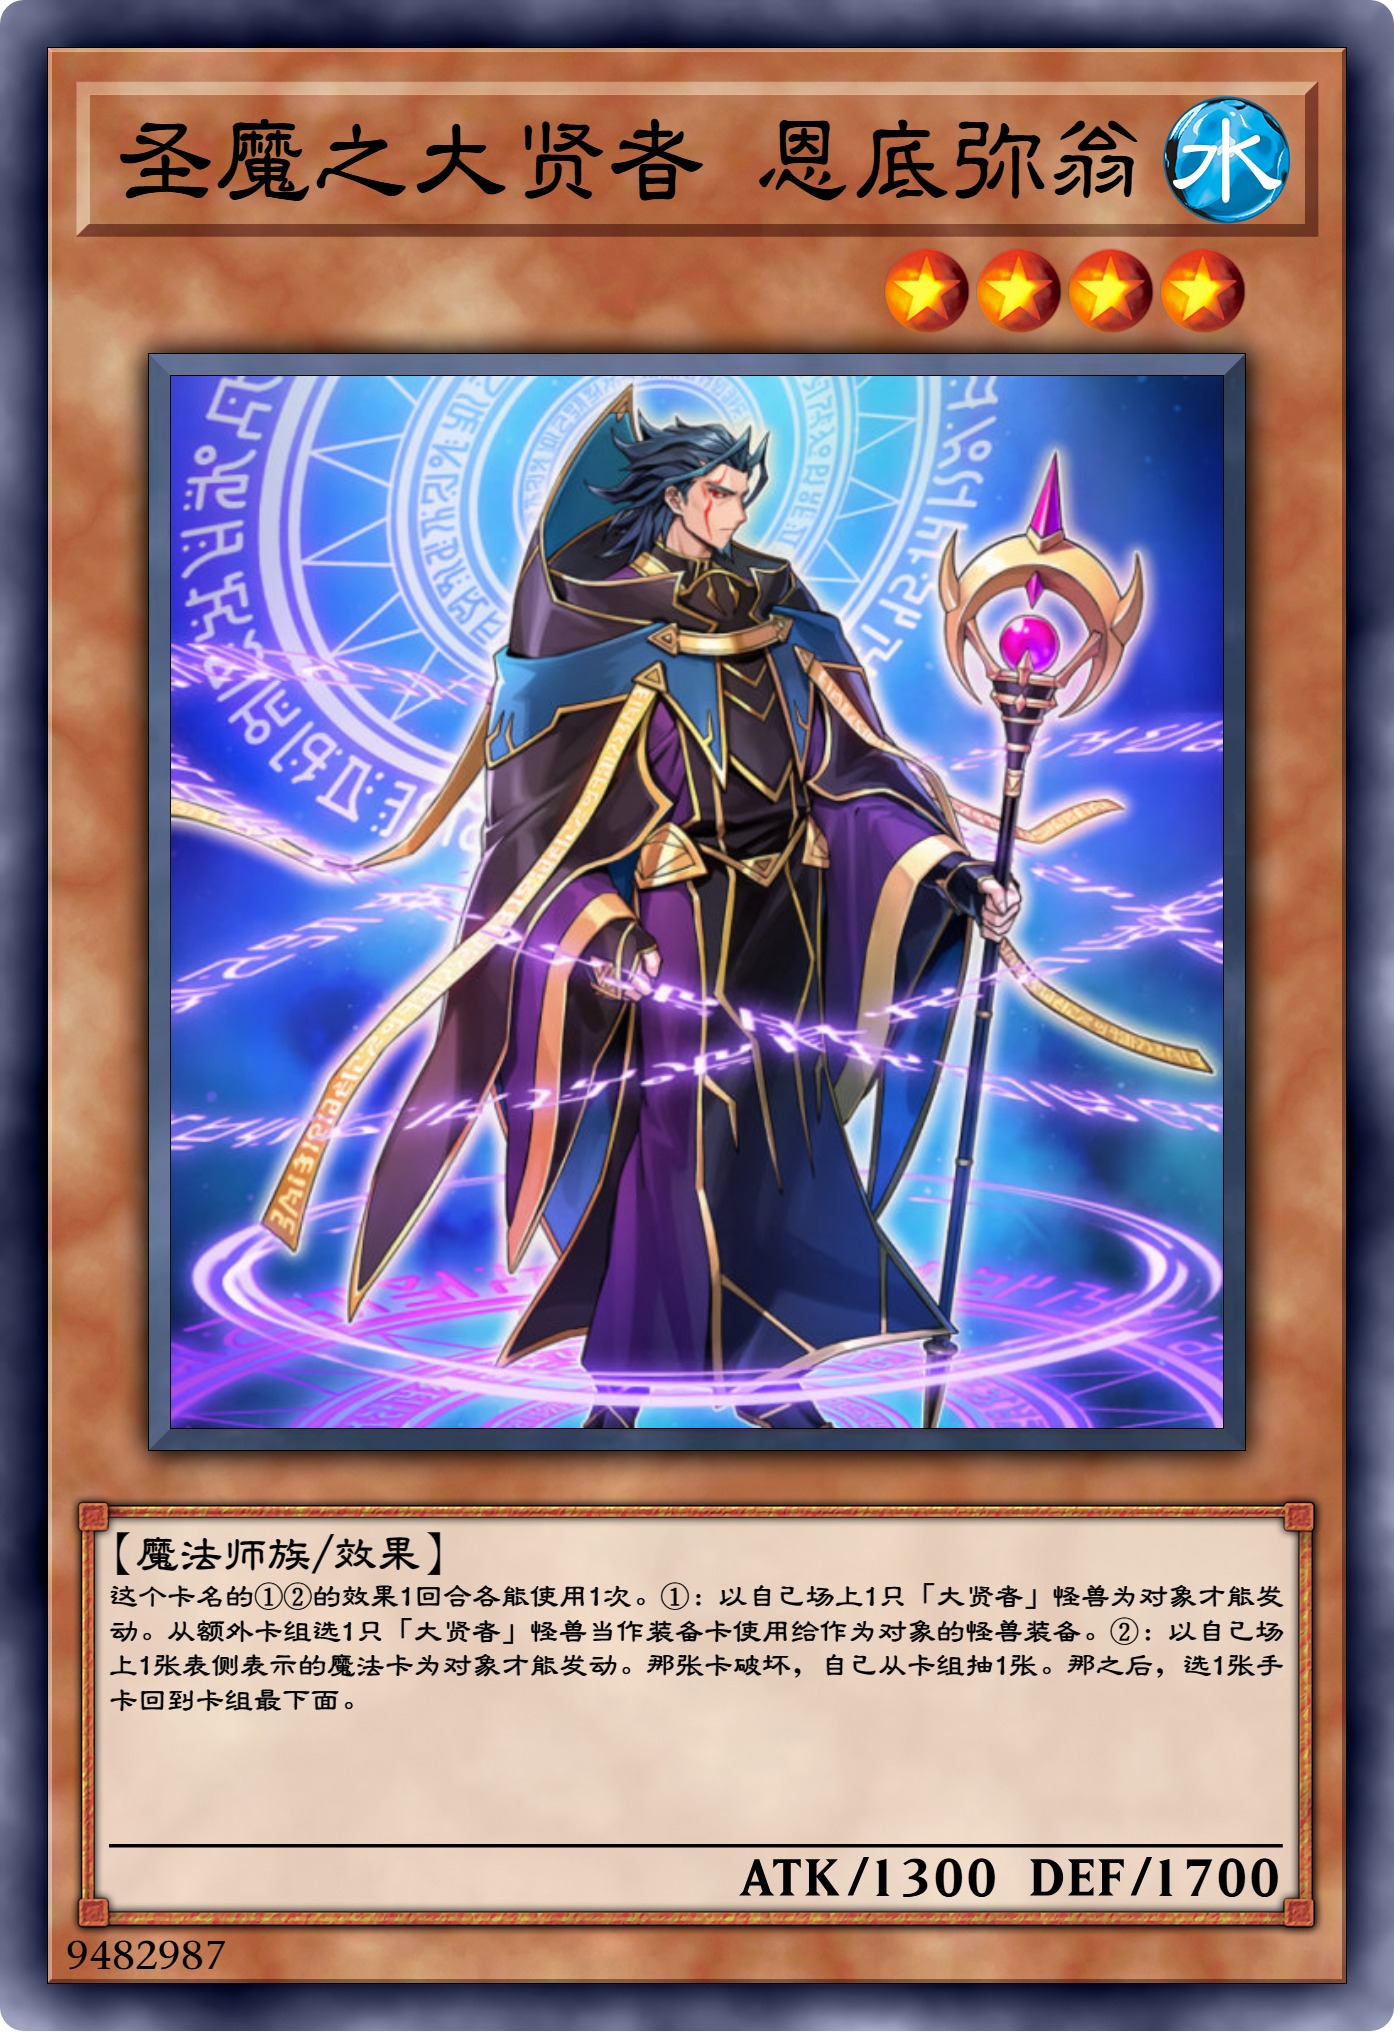 圣魔之大贤者 恩底弥翁
水
【魔法师族/效果】
这个卡名的①②的效果1回合各能使用1次。①：以自己场上1只「大贤者」怪兽为对象才能发
动。从额外卡组选1只「大贤者」怪兽当作装备卡使用给作为对象的怪兽装备。②：以自己场
上1张表侧表示的魔法卡为对象才能发动。那张卡破坏，自己从卡组抽1张。那之后，选1张手
卡回到卡组最下面。
ATK/1300 DEF/1700
9482987